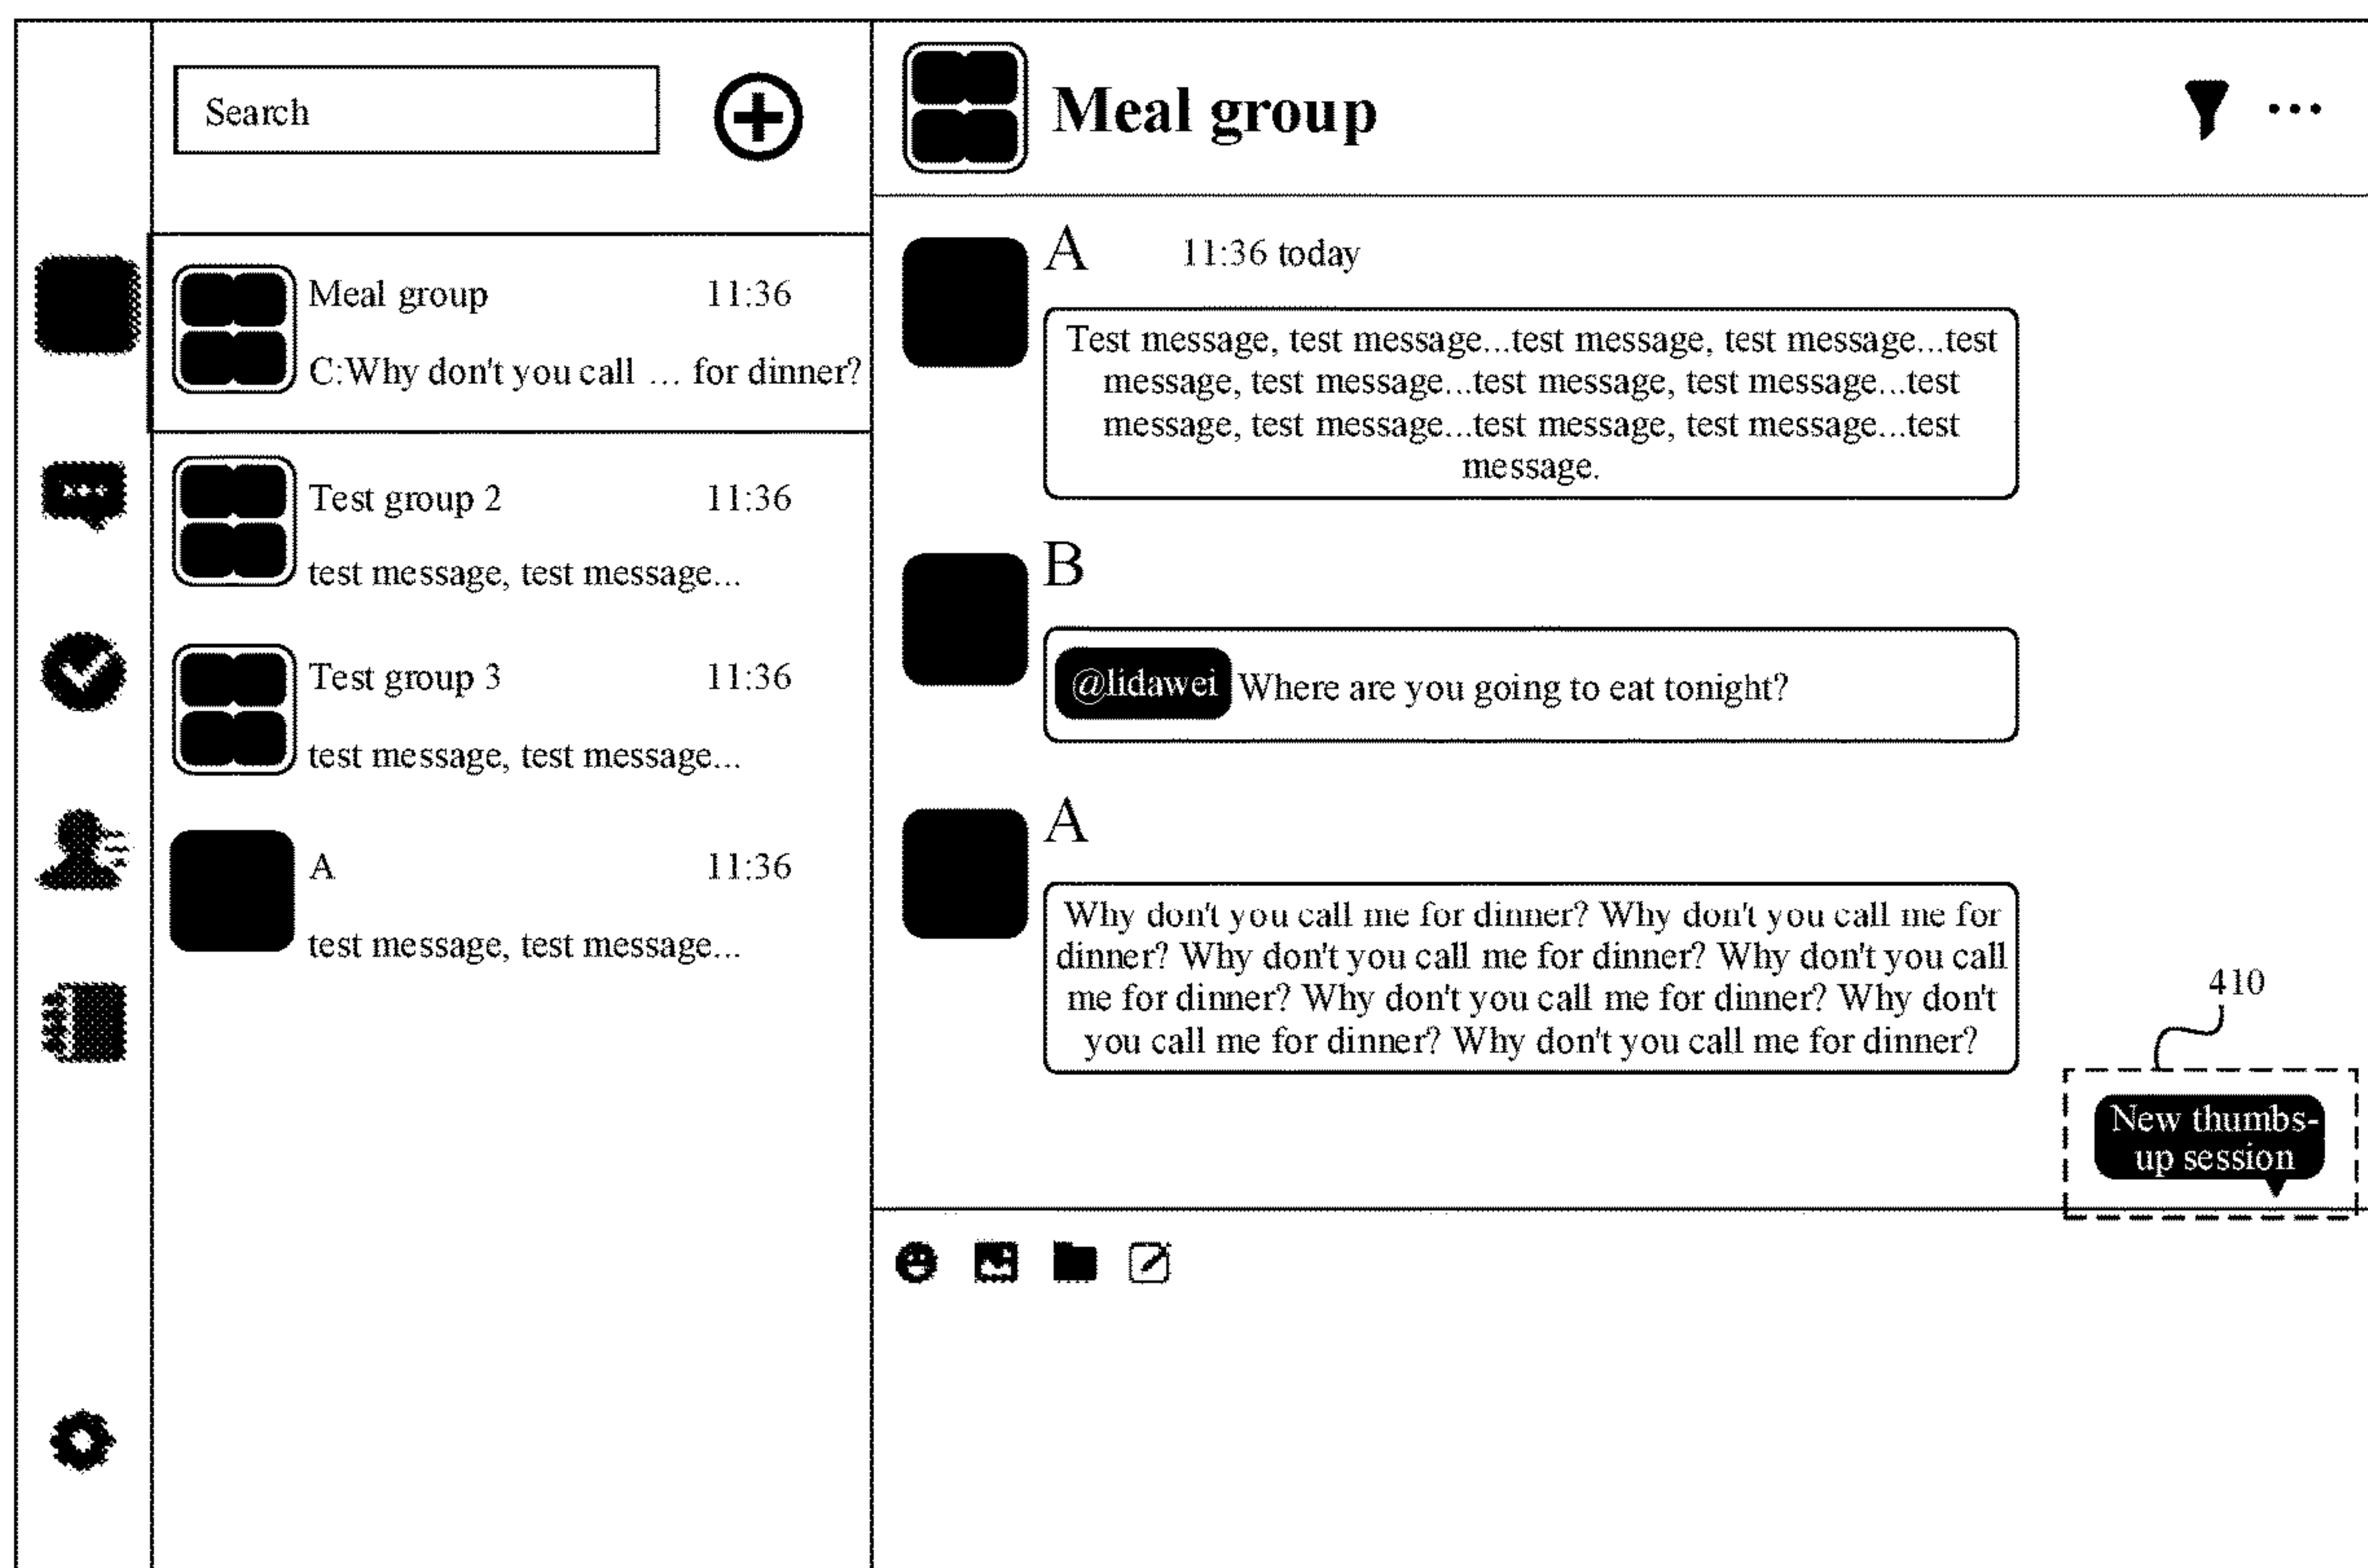 Search
Meal group
11:36
C:Why don't you call ... for dinner?
Test group 2
11:36
test message, test message...
Test group 3
11:36
test message, test message...
A
11:36
test message, test message...
Meal group
A
11:36 today
Test message, test message...test message, test message...test
message, test message...test message, test message...test
message, test message...test message, test message...test
message.
B
@lidawei Where are you going to eat tonight?
A
Why don't you call me for dinner? Why don't you call me for
dinner? Why don't you call me for dinner? Why don't you call
me for dinner? Why don't you call me for dinner? Why don't
you call me for dinner? Why don't you call me for dinner?
410
New thumbs-
up session